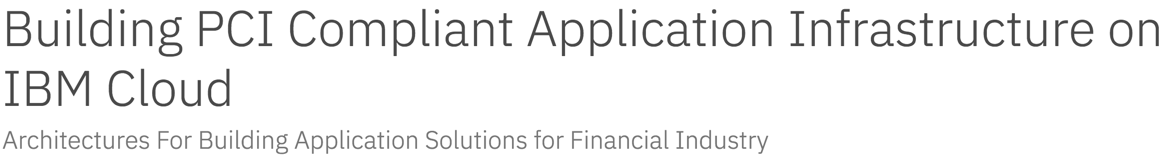 Building PCI Compliant Application Infrastructure on
IBM Cloud
Architectures For Building Application Solutions for Financial Industry